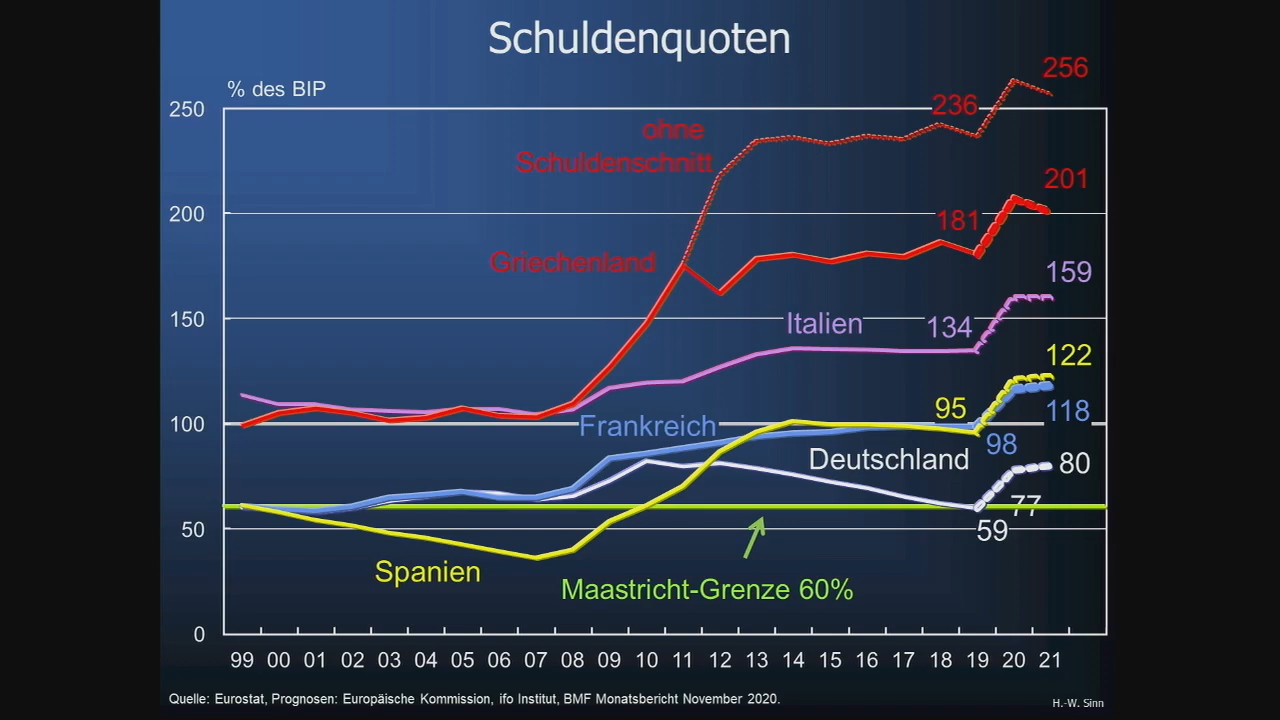 Schuldenquoten
% des BIP
256
250
236
ohne
Schuldenschnitt
201
200
181
Griechenland
159
150
Italien
134
122
95
118
100
Frankreich
98
Deutschland
80
77
59
50
Spanien
Maastricht-Grenze 60%
0
99 00 01 02 03 04 05 06 07 08 09 10 11 12 13 14 15 16 17 18 19 20 21
Quelle: Eurostat, Prognosen: Europäische Kommission, ifo Institut, BMF Monatsbericht November 2020.
H.-W. Sinn